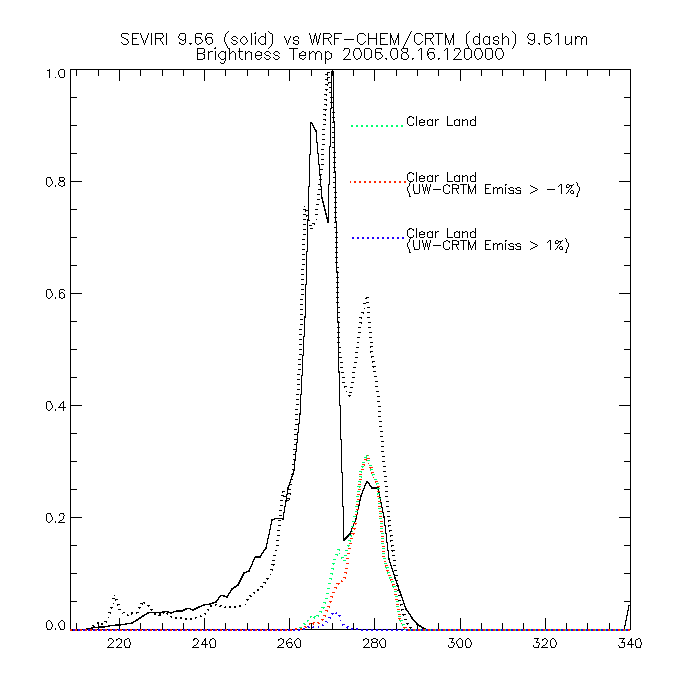 SEVIRI 9.66 (solid) vs WRF-CHEM/CRTM (dash) 9.61um
Brightness Temp 2006.08.16.120000
1.0
Clear Land
0.8
Clear Land
(UW-CRTM Emiss > -1%)
Clear Land
(UW-CRTM Emiss > 1%)
0.6
0.4
0.2
0.0
220 240 260 280 300 320 340